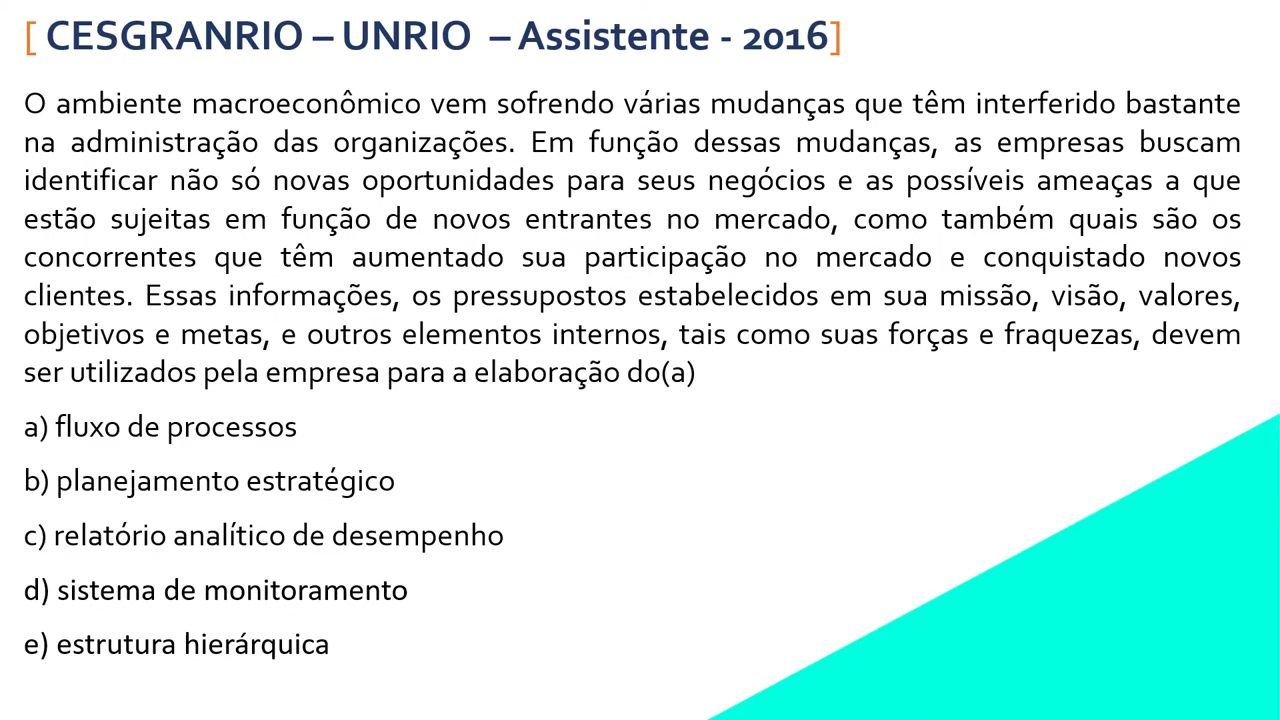 [ CESGRANRIO – UNRIO – Assistente - 2016]
O ambiente macroeconômico vem sofrendo várias mudanças que têm interferido bastante
na administração das organizações. Em função dessas mudanças, as empresas buscam
identificar não só novas oportunidades para seus negócios e as possíveis ameaças a que
estão sujeitas em função de novos entrantes no mercado, como também quais são os
concorrentes que têm aumentado sua participação no mercado e conquistado novos
clientes. Essas informações, os pressupostos estabelecidos em sua missão, visão, valores,
objetivos e metas, e outros elementos internos, tais como suas forças e fraquezas, devem
ser utilizados pela empresa para a elaboração do(a)
a) fluxo de processos
b) planejamento estratégico
c) relatório analítico de desempenho
d) sistema de monitoramento
e) estrutura hierárquica